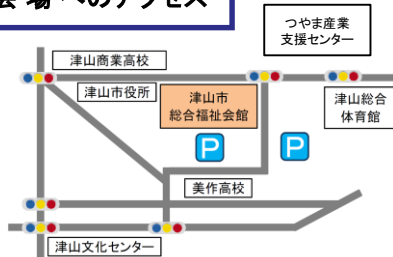 会 場 へのアクセス
つやま産業
支援センター
津山商業高校
津山市役所
津山市
総合福祉会館
津山総合
体育館
P
P
美作高校
津山文化センター